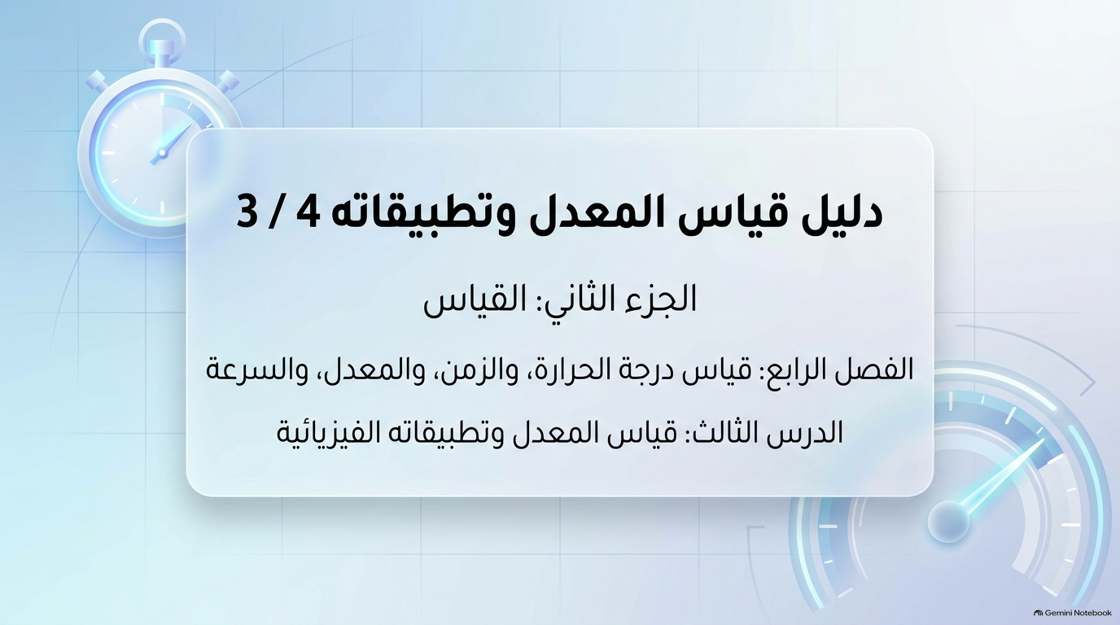 دليل قياس المعدل وتطبيقاته 4 / 3
الجزء الثاني: القياس
الفصل الرابع: قياس درجة الحرارة، والزمن، والمعدل، والسرعة
الدرس الثالث: قياس المعدل وتطبيقاته الفيزيائية
Gemini Notebook